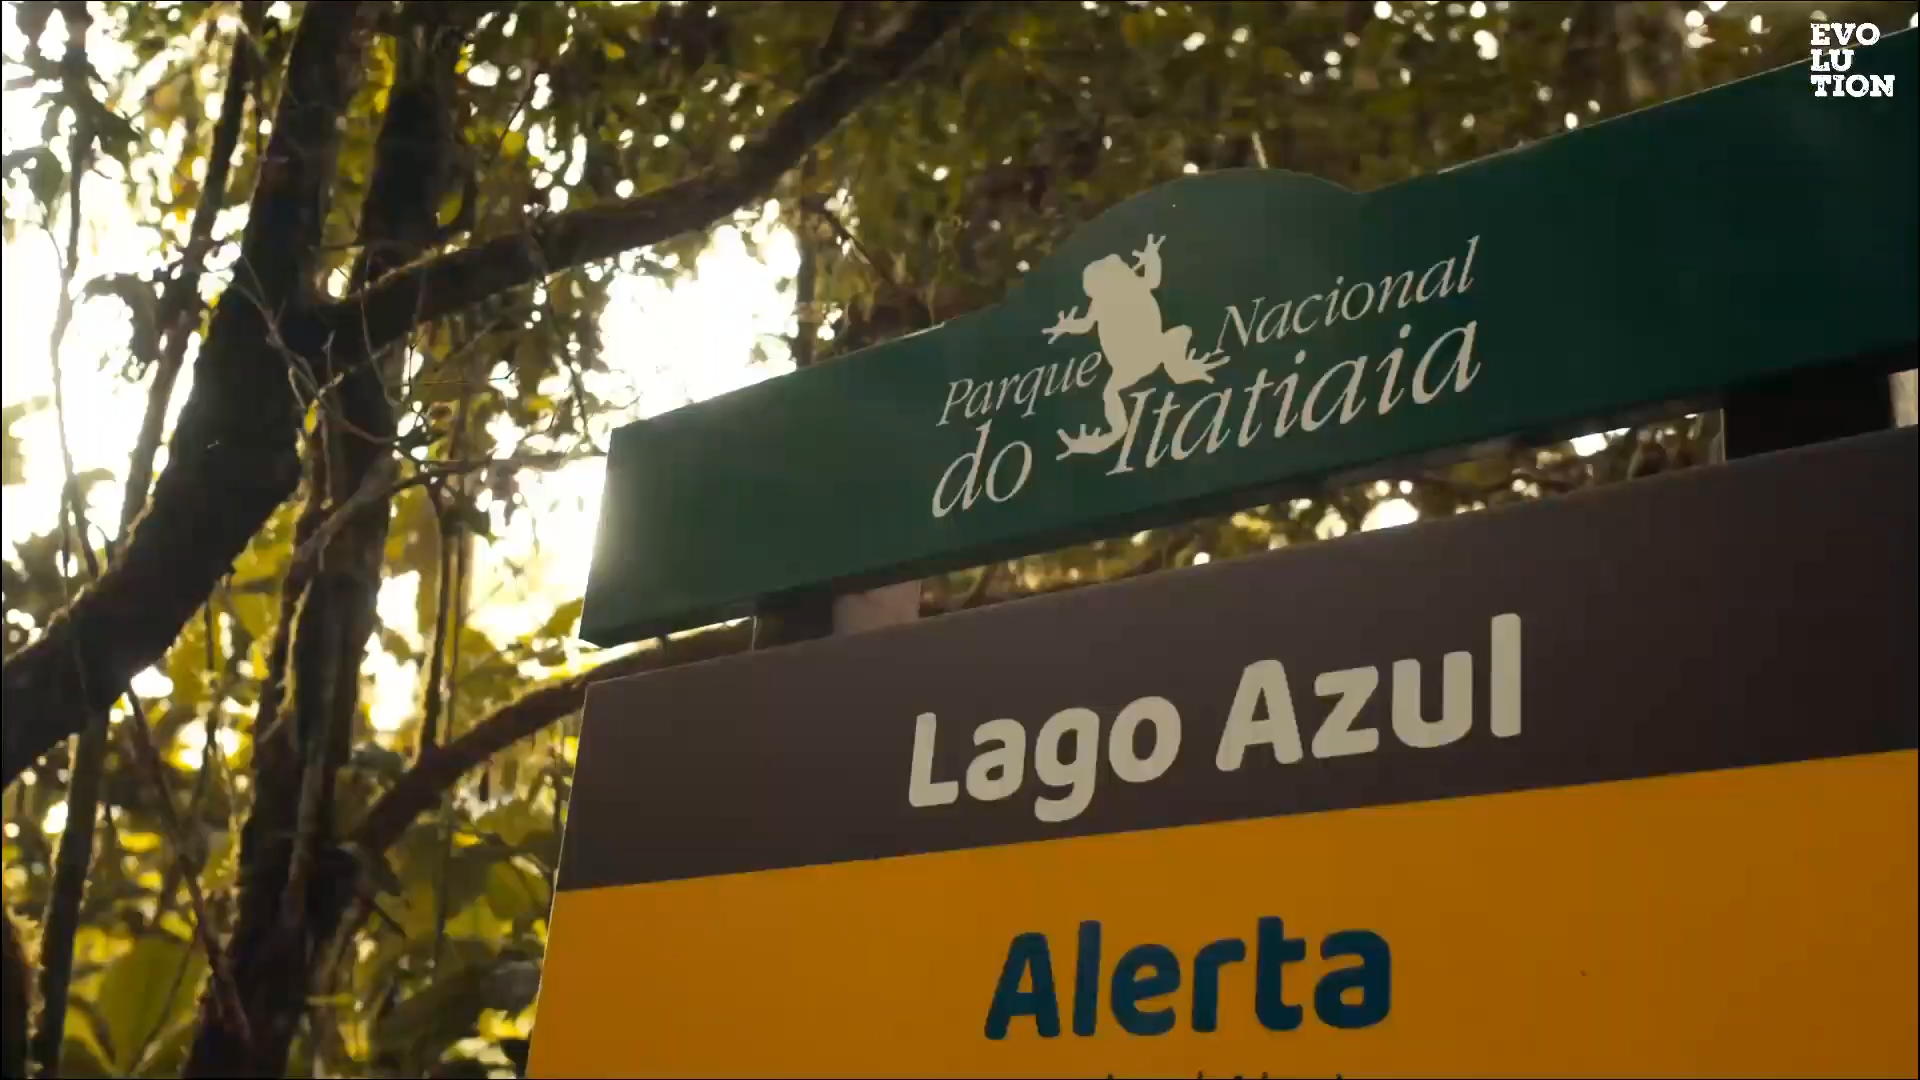 EVO
LU
TION
Parque Nacional
do Itatiaia
Lago Azul
Alerta